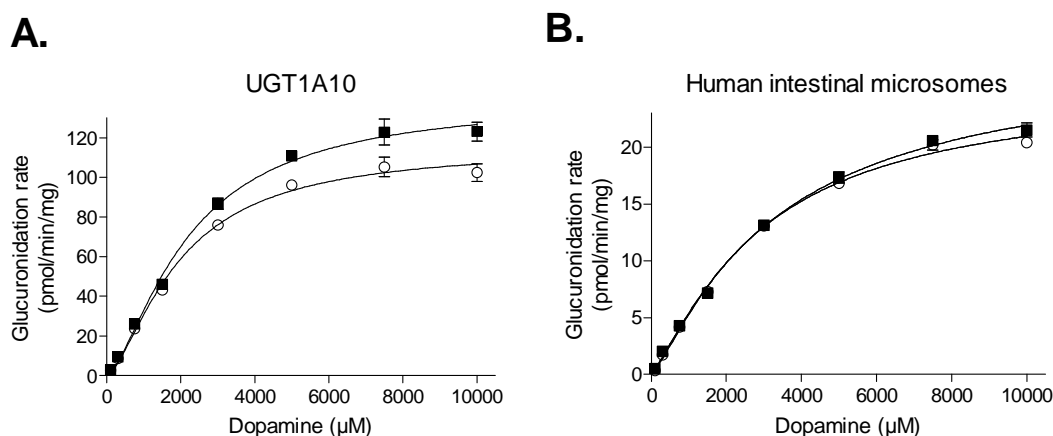 A.
UGT1A10
Glucuronidation rate
(pmol/min/mg)
120
100
80
60
40
20
0
0 2000 4000 6000 8000 10000
Dopamine (µM)
B.
Human intestinal microsomes
Glucuronidation rate
(pmol/min/mg)
20
15
10
5
0
0 2000 4000 6000 8000 10000
Dopamine (µM)